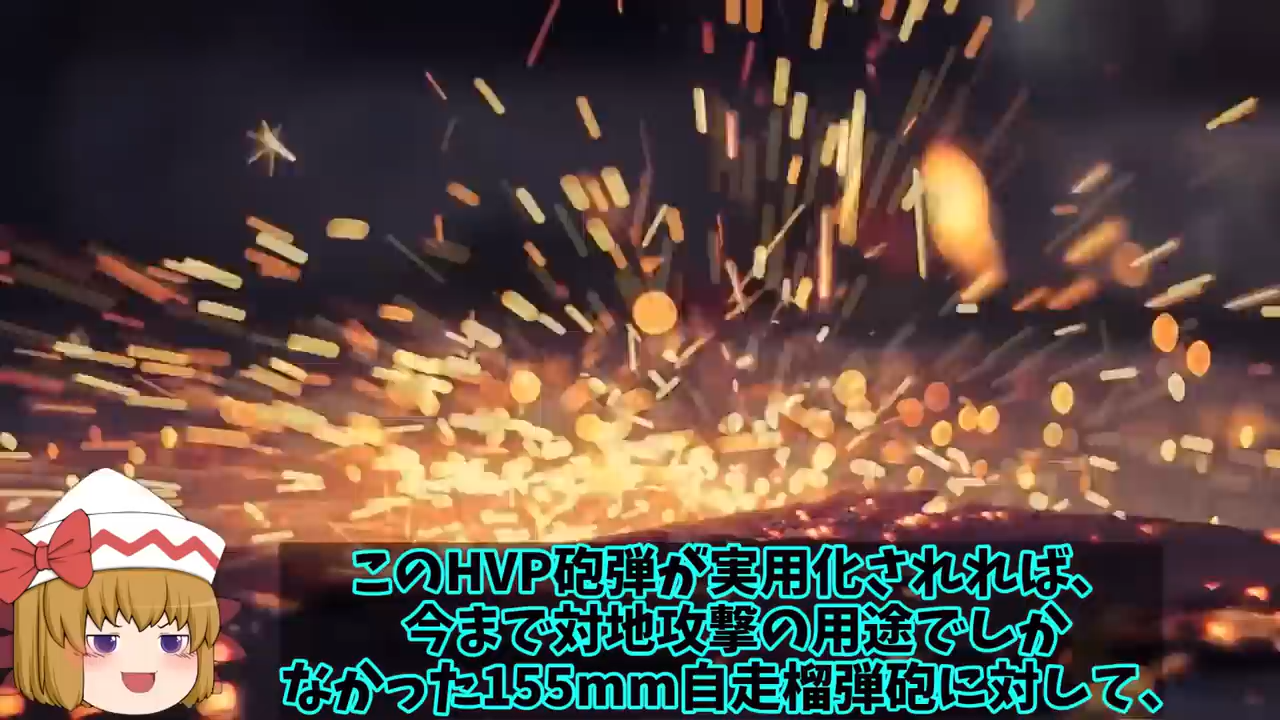 このHVP砲弾が実用化されれば、
今まで対地攻撃の用途でしか
なかった155mm自走榴弾砲に対して、